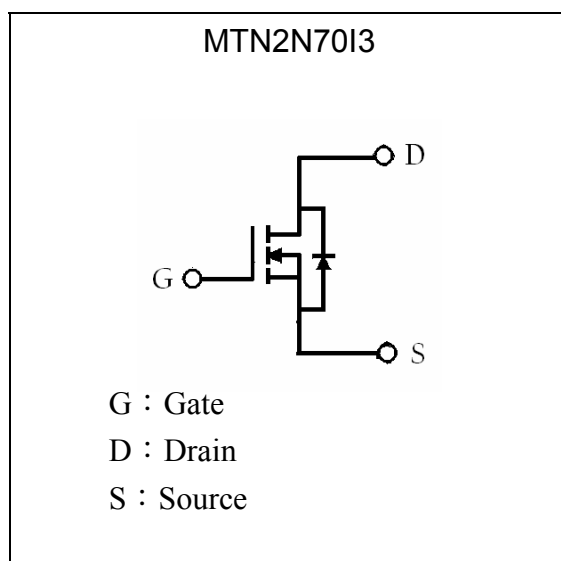 MTN2N70I3
D
G
S
G：Gate
D：Drain
S：Source